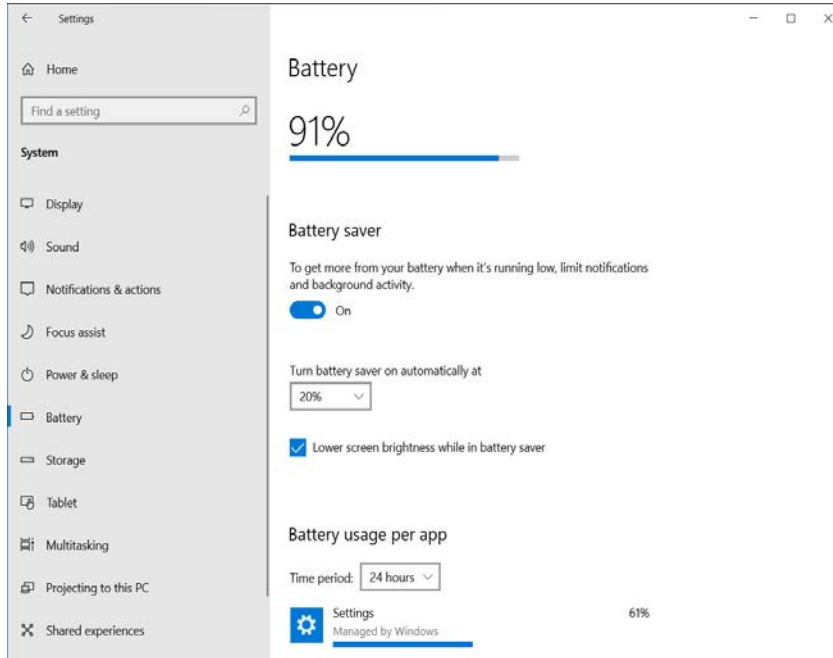 Settings
Home
Find a setting
System
Display
Sound
Notifications & actions
Focus assist
Power & sleep
Battery
Storage
Tablet
Multitasking
Projecting to this PC
Shared experiences
Battery
91%
Battery saver
To get more from your battery when it's running low, limit notifications
and background activity.
On
Turn battery saver on automatically at
20%
Lower screen brightness while in battery saver
Battery usage per app
Time period: 24 hours
Settings 61%
Managed by Windows